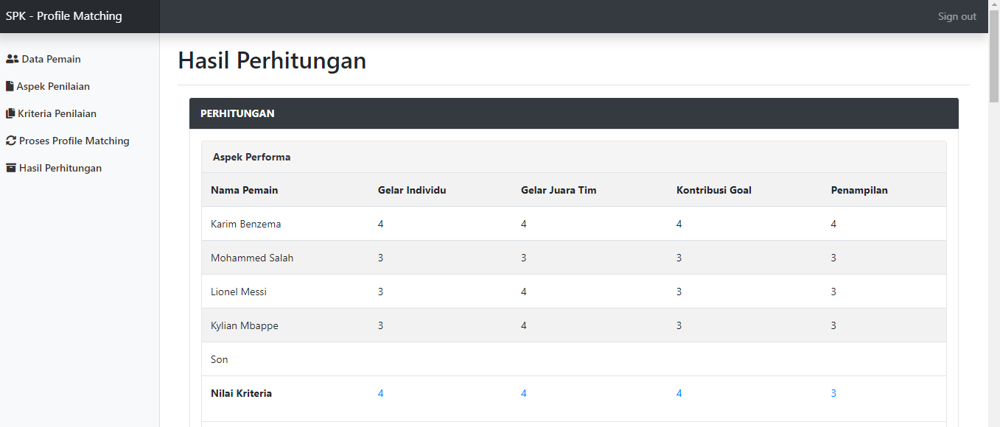 SPK - Profile Matching
Sign out
Data Pemain
Aspek Penilaian
Kriteria Penilaian
Proses Profile Matching
Hasil Perhitungan
Hasil Perhitungan
PERHITUNGAN
Aspek Performa
Nama Pemain Gelar Individu Gelar Juara Tim Kontribusi Goal Penampilan
Karim Benzema 4 4 4 4
Mohammed Salah 3 3 3 3
Lionel Messi 3 4 3 3
Kylian Mbappe 3 4 3 3
Son
Nilai Kriteria 4 4 4 3